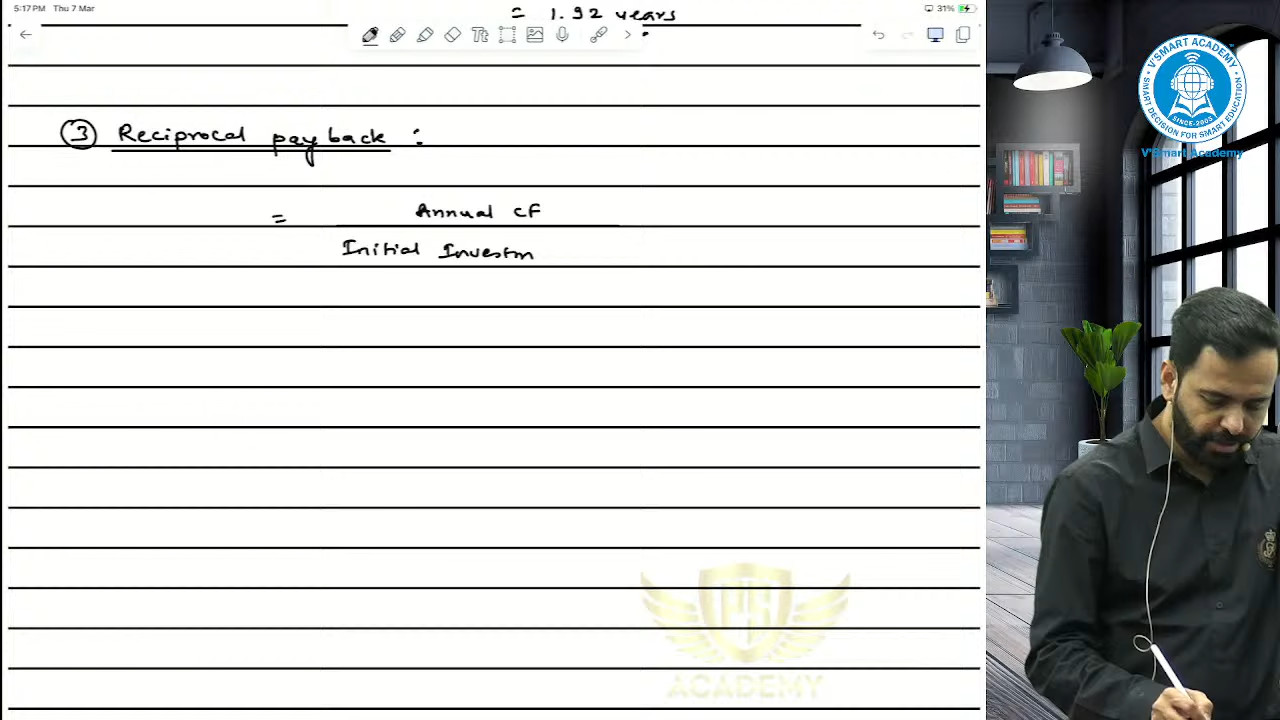 5:17 PM Thu 7 Mar
31%
= 1.92 years
Tt
③ Reciprocal payback :
= Annual CF
Initial Investm
V'SMART ACADEMY
SMART DECISION FOR SMART EDUCATION
SINCE-2005
V'Smart Academy
ACADEMY